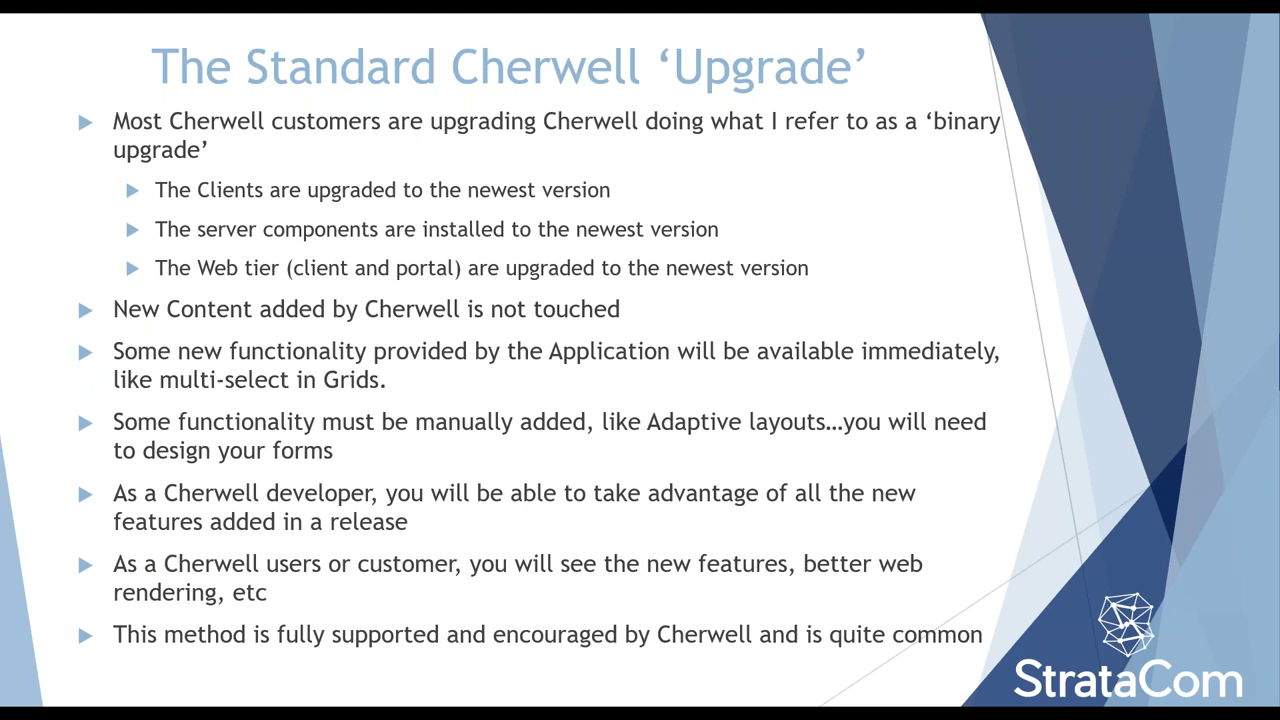 The Standard Cherwell ‘Upgrade’
Most Cherwell customers are upgrading Cherwell doing what I refer to as a ‘binary
upgrade’
The Clients are upgraded to the newest version
The server components are installed to the newest version
The Web tier (client and portal) are upgraded to the newest version
New Content added by Cherwell is not touched
Some new functionality provided by the Application will be available immediately,
like multi-select in Grids.
Some functionality must be manually added, like Adaptive layouts…you will need
to design your forms
As a Cherwell developer, you will be able to take advantage of all the new
features added in a release
As a Cherwell users or customer, you will see the new features, better web
rendering, etc
This method is fully supported and encouraged by Cherwell and is quite common
StrataCom